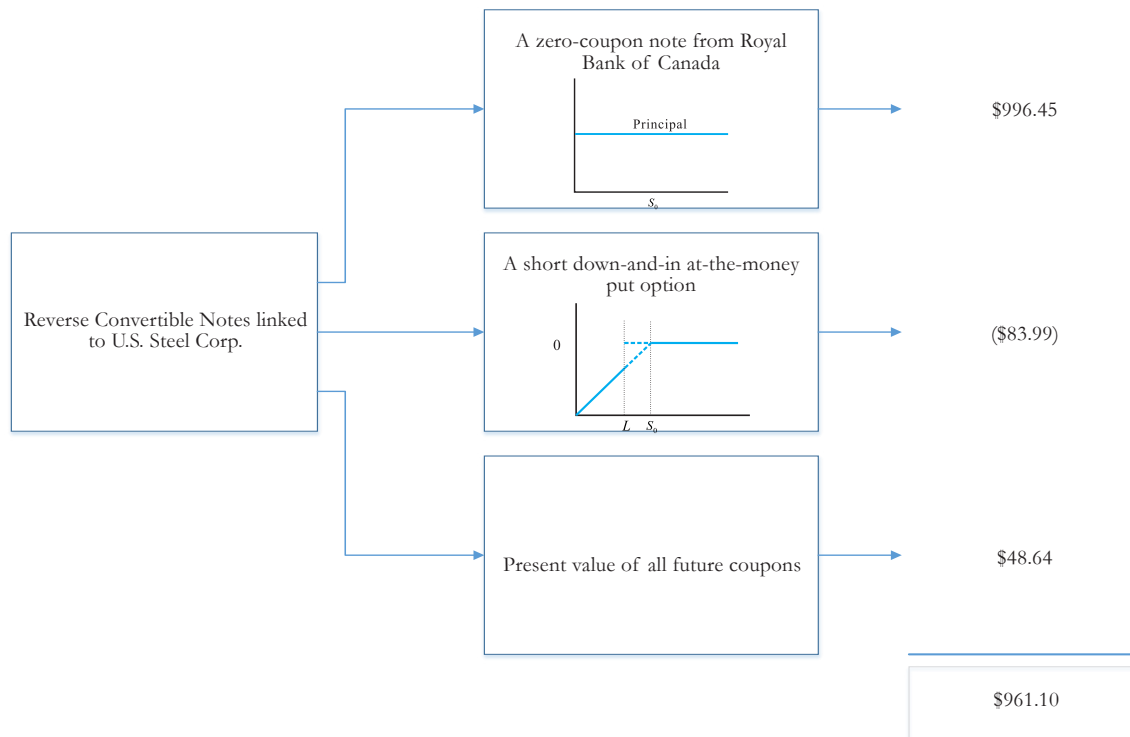 A zero-coupon note from Royal
Bank of Canada
Principal
S₀
$996.45
Reverse Convertible Notes linked
to U.S. Steel Corp.
A short down-and-in at-the-money
put option
0
L S₀
($83.99)
Present value of all future coupons
$48.64
$961.10